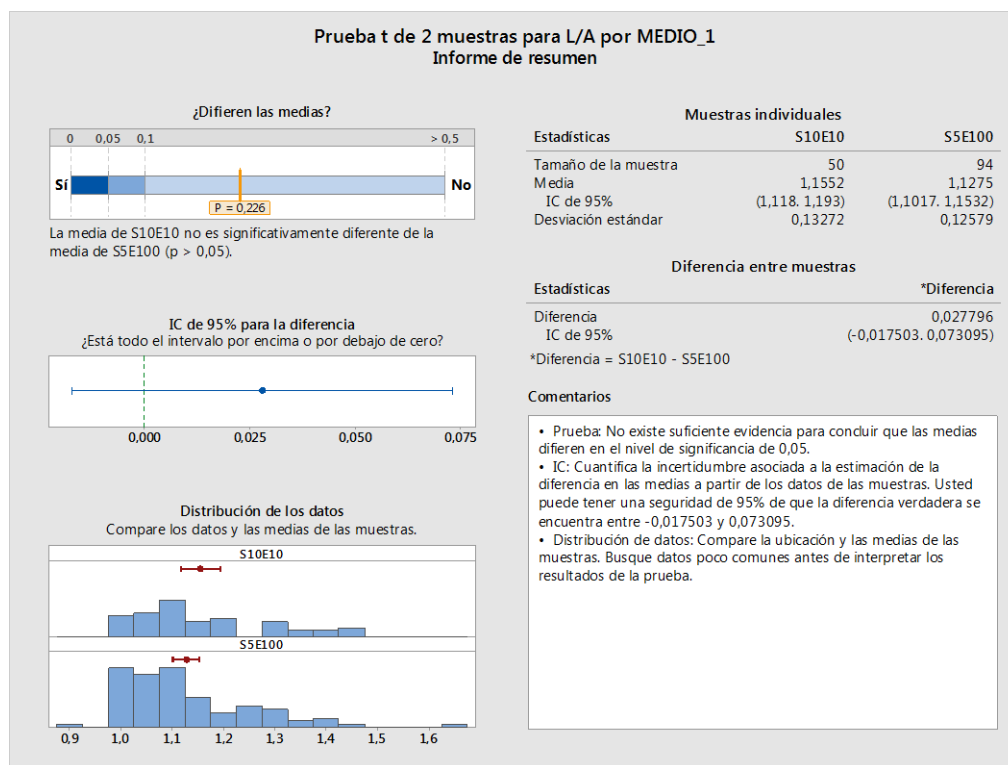 Prueba t de 2 muestras para L/A por MEDIO_1
Informe de resumen
¿Difieren las medias?
0 0,05 0,1 > 0,5
Sí No
P = 0,226
La media de S10E10 no es significativamente diferente de la
media de S5E100 (p > 0,05).
IC de 95% para la diferencia
¿Está todo el intervalo por encima o por debajo de cero?
0,000 0,025 0,050 0,075
Distribución de los datos
Compare los datos y las medias de las muestras.
S10E10
S5E100
0,9 1,0 1,1 1,2 1,3 1,4 1,5 1,6
Muestras individuales
Estadísticas S10E10 S5E100
Tamaño de la muestra 50 94
Media 1,1552 1,1275
IC de 95% (1,118. 1,193) (1,1017. 1,1532)
Desviación estándar 0,13272 0,12579
Diferencia entre muestras
Estadísticas *Diferencia
Diferencia 0,027796
IC de 95% (-0,017503. 0,073095)
*Diferencia = S10E10 - S5E100
Comentarios
• Prueba: No existe suficiente evidencia para concluir que las medias
difieren en el nivel de significancia de 0,05.
• IC: Cuantifica la incertidumbre asociada a la estimación de la
diferencia en las medias a partir de los datos de las muestras. Usted
puede tener una seguridad de 95% de que la diferencia verdadera se
encuentra entre -0,017503 y 0,073095.
• Distribución de datos: Compare la ubicación y las medias de las
muestras. Busque datos poco comunes antes de interpretar los
resultados de la prueba.